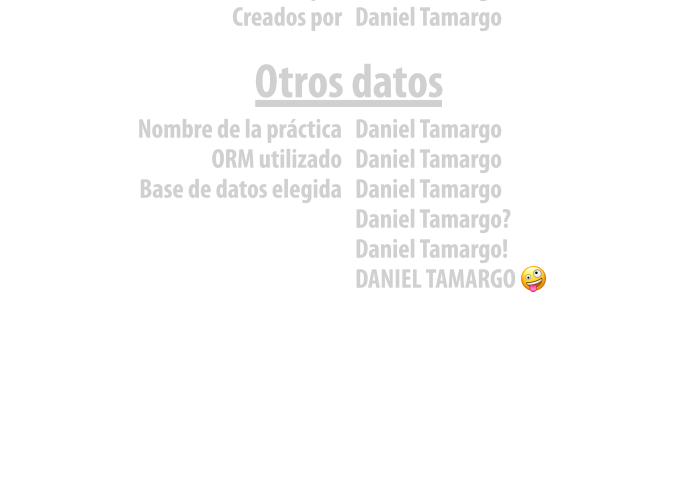 Creados por Daniel Tamargo
Otros datos
Nombre de la práctica Daniel Tamargo
ORM utilizado Daniel Tamargo
Base de datos elegida Daniel Tamargo
Daniel Tamargo?
Daniel Tamargo!
DANIEL TAMARGO 🤪